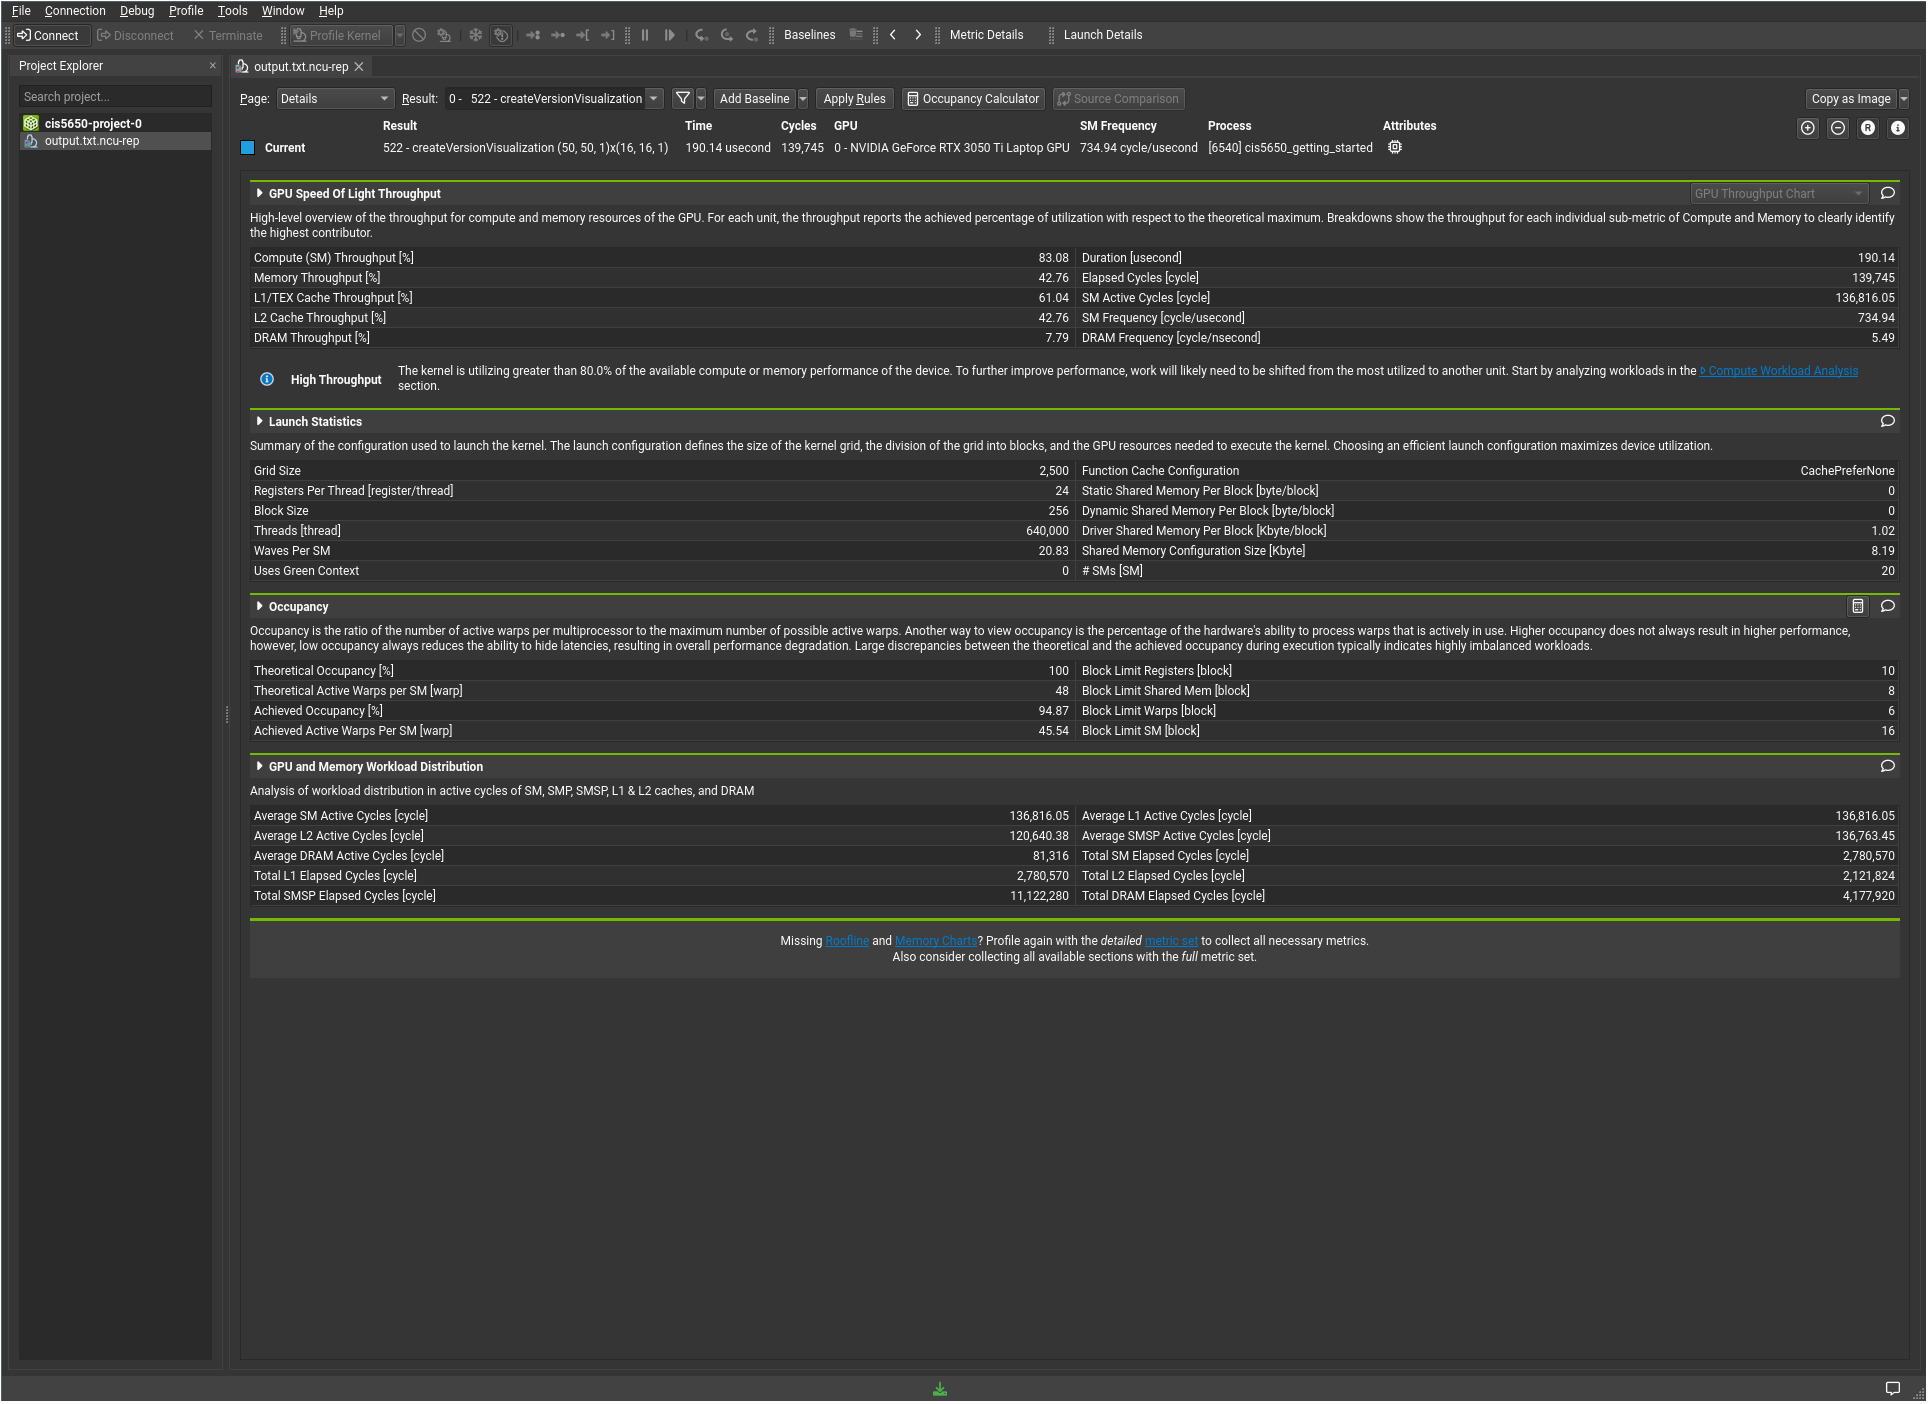 File Connection Debug Profile Tools Window Help
Connect Disconnect Terminate Profile Kernel Baselines Metric Details Launch Details
Project Explorer
Search project...
cis5650-project-0
output.txt.ncu-rep
output.txt.ncu-rep
Page: Details Result: 0 - 522 - createVersionVisualization Add Baseline Apply Rules Occupancy Calculator Source Comparison Copy as Image
Result Time Cycles GPU SM Frequency Process Attributes
Current 522 - createVersionVisualization (50, 50, 1)x(16, 16, 1) 190.14 usecond 139,745 0 - NVIDIA GeForce RTX 3050 Ti Laptop GPU 734.94 cycle/usecond [6540] cis5650_getting_started
GPU Speed Of Light Throughput GPU Throughput Chart
High-level overview of the throughput for compute and memory resources of the GPU. For each unit, the throughput reports the achieved percentage of utilization with respect to the theoretical maximum. Breakdowns show the throughput for each individual sub-metric of Compute and Memory to clearly identify
the highest contributor.
Compute (SM) Throughput [%] 83.08 Duration [usecond] 190.14
Memory Throughput [%] 42.76 Elapsed Cycles [cycle] 139,745
L1/TEX Cache Throughput [%] 61.04 SM Active Cycles [cycle] 136,816.05
L2 Cache Throughput [%] 42.76 SM Frequency [cycle/usecond] 734.94
DRAM Throughput [%] 7.79 DRAM Frequency [cycle/nsecond] 5.49
High Throughput The kernel is utilizing greater than 80.0% of the available compute or memory performance of the device. To further improve performance, work will likely need to be shifted from the most utilized to another unit. Start by analyzing workloads in the Compute Workload Analysis
section.
Launch Statistics
Summary of the configuration used to launch the kernel. The launch configuration defines the size of the kernel grid, the division of the grid into blocks, and the GPU resources needed to execute the kernel. Choosing an efficient launch configuration maximizes device utilization.
Grid Size 2,500 Function Cache Configuration CachePreferNone
Registers Per Thread [register/thread] 24 Static Shared Memory Per Block [byte/block] 0
Block Size 256 Dynamic Shared Memory Per Block [byte/block] 0
Threads [thread] 640,000 Driver Shared Memory Per Block [Kbyte/block] 1.02
Waves Per SM 20.83 Shared Memory Configuration Size [Kbyte] 8.19
Uses Green Context 0 # SMs [SM] 20
Occupancy
Occupancy is the ratio of the number of active warps per multiprocessor to the maximum number of possible active warps. Another way to view occupancy is the percentage of the hardware's ability to process warps that is actively in use. Higher occupancy does not always result in higher performance,
however, low occupancy always reduces the ability to hide latencies, resulting in overall performance degradation. Large discrepancies between the theoretical and the achieved occupancy during execution typically indicates highly imbalanced workloads.
Theoretical Occupancy [%] 100 Block Limit Registers [block] 10
Theoretical Active Warps per SM [warp] 48 Block Limit Shared Mem [block] 8
Achieved Occupancy [%] 94.87 Block Limit Warps [block] 6
Achieved Active Warps Per SM [warp] 45.54 Block Limit SM [block] 16
GPU and Memory Workload Distribution
Analysis of workload distribution in active cycles of SM, SMP, SMSP, L1 & L2 caches, and DRAM
Average SM Active Cycles [cycle] 136,816.05 Average L1 Active Cycles [cycle] 136,816.05
Average L2 Active Cycles [cycle] 120,640.38 Average SMSP Active Cycles [cycle] 136,763.45
Average DRAM Active Cycles [cycle] 81,316 Total SM Elapsed Cycles [cycle] 2,780,570
Total L1 Elapsed Cycles [cycle] 2,780,570 Total L2 Elapsed Cycles [cycle] 2,121,824
Total SMSP Elapsed Cycles [cycle] 11,122,280 Total DRAM Elapsed Cycles [cycle] 4,177,920
Missing Roofline and Memory Charts? Profile again with the detailed metric set to collect all necessary metrics.
Also consider collecting all available sections with the full metric set.